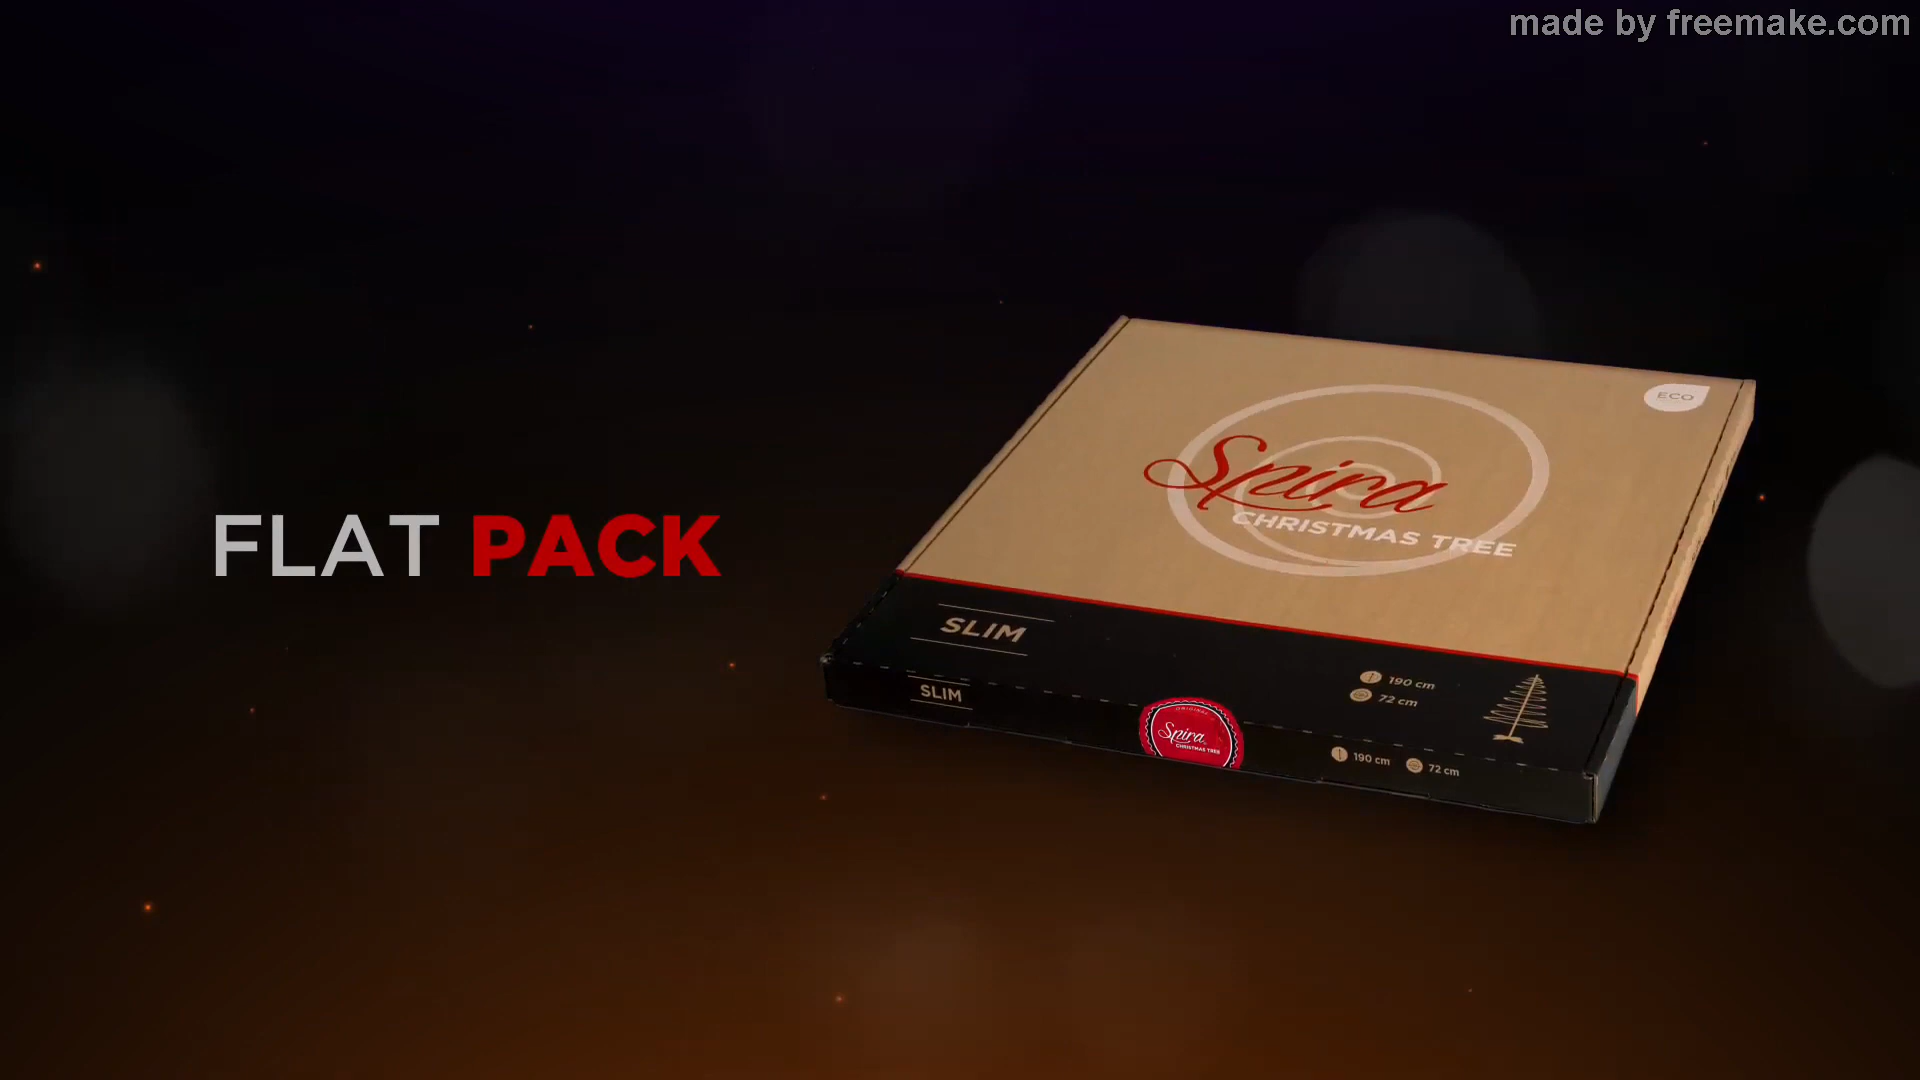 made by freemake.com
FLAT PACK
ECO
Spira
CHRISTMAS TREE
SLIM
190 cm
72 cm
SLIM
ORIGINAL
Spira
CHRISTMAS TREE
190 cm
72 cm